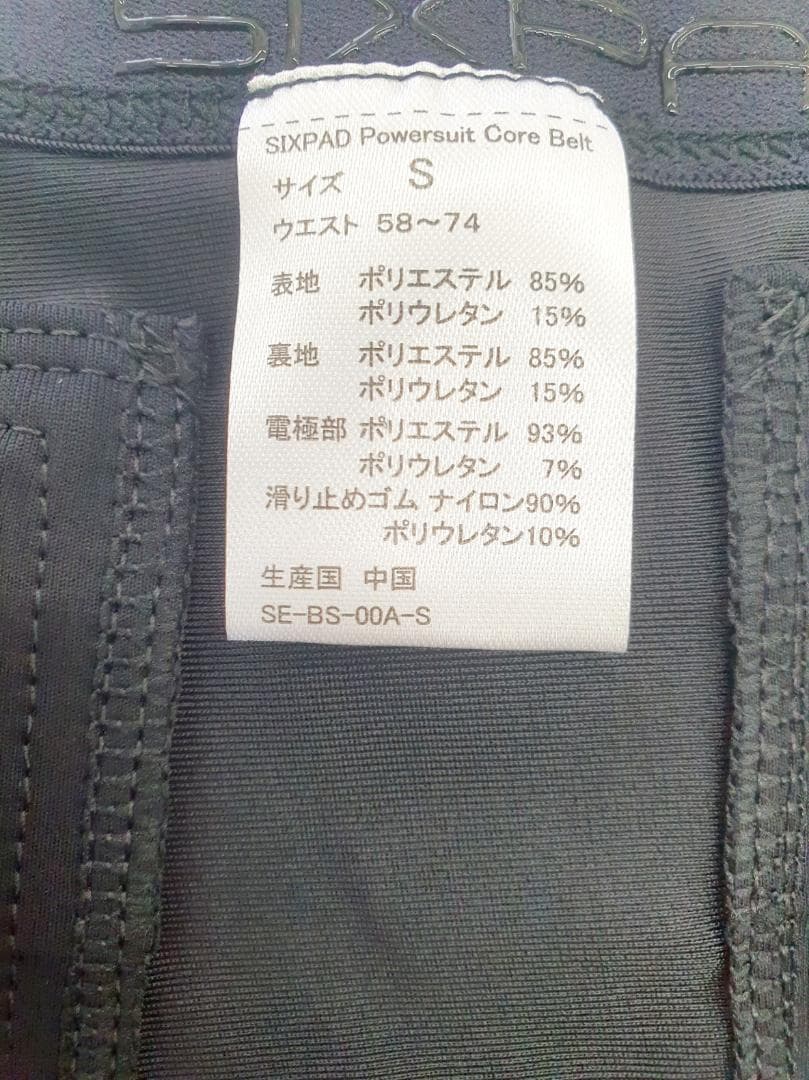 SIXPA
SIXPAD Powersuit Core Belt
サイズ S
ウエスト 58～74
表地 ポリエステル 85%
ポリウレタン 15%
裏地 ポリエステル 85%
ポリウレタン 15%
電極部 ポリエステル 93%
ポリウレタン 7%
滑り止めゴム ナイロン90%
ポリウレタン10%
生産国 中国
SE-BS-00A-S